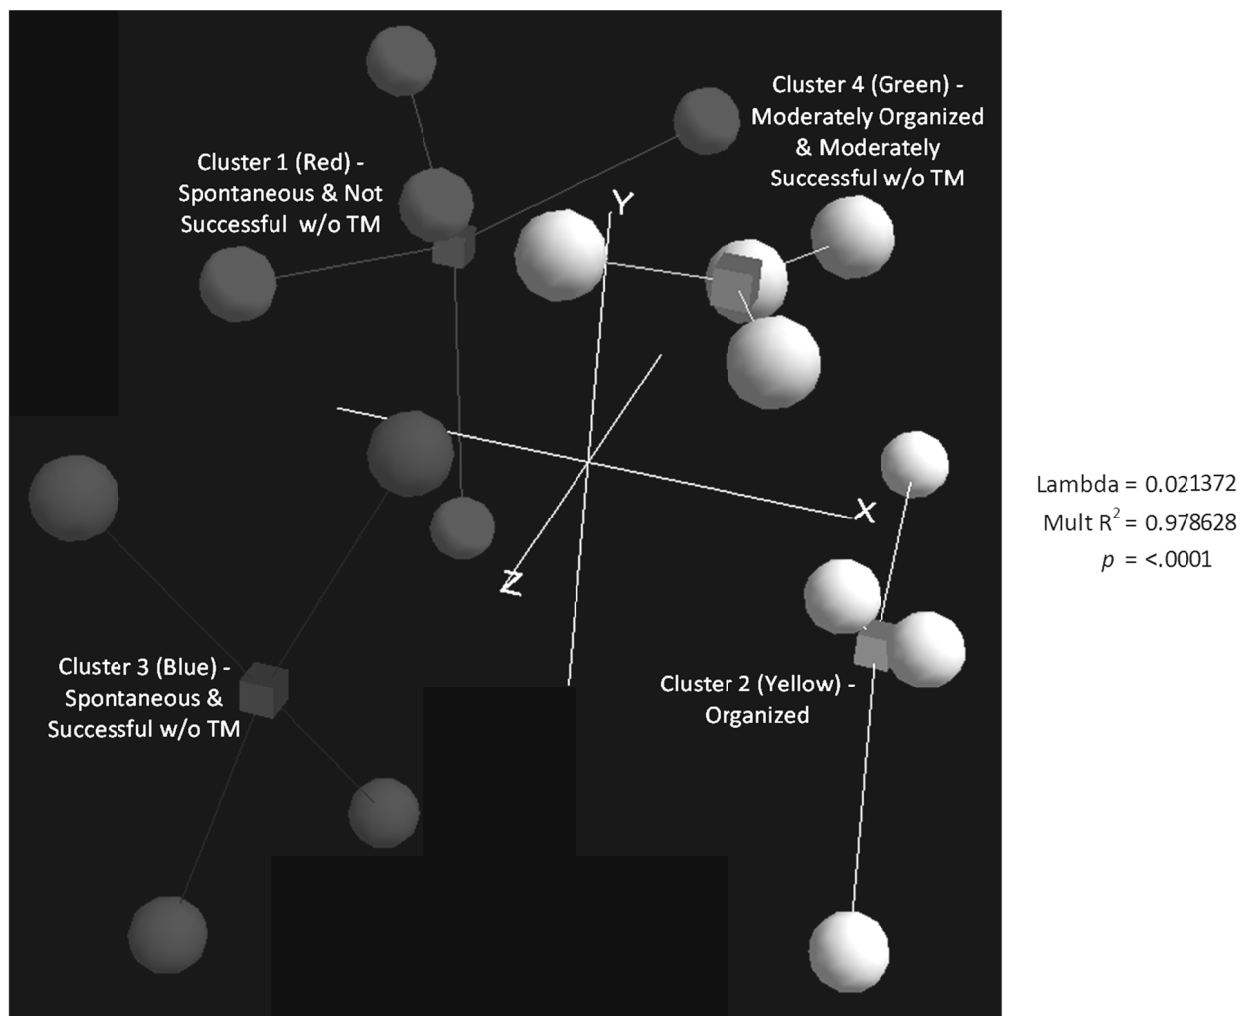 Cluster 4 (Green) -
Moderately Organized
& Moderately
Successful w/o TM
Cluster 1 (Red) -
Spontaneous & Not
Successful w/o TM
Y
X
Z
Lambda = 0.021372
Mult R² = 0.978628
p = <.0001
Cluster 3 (Blue) -
Spontaneous &
Successful w/o TM
Cluster 2 (Yellow) -
Organized